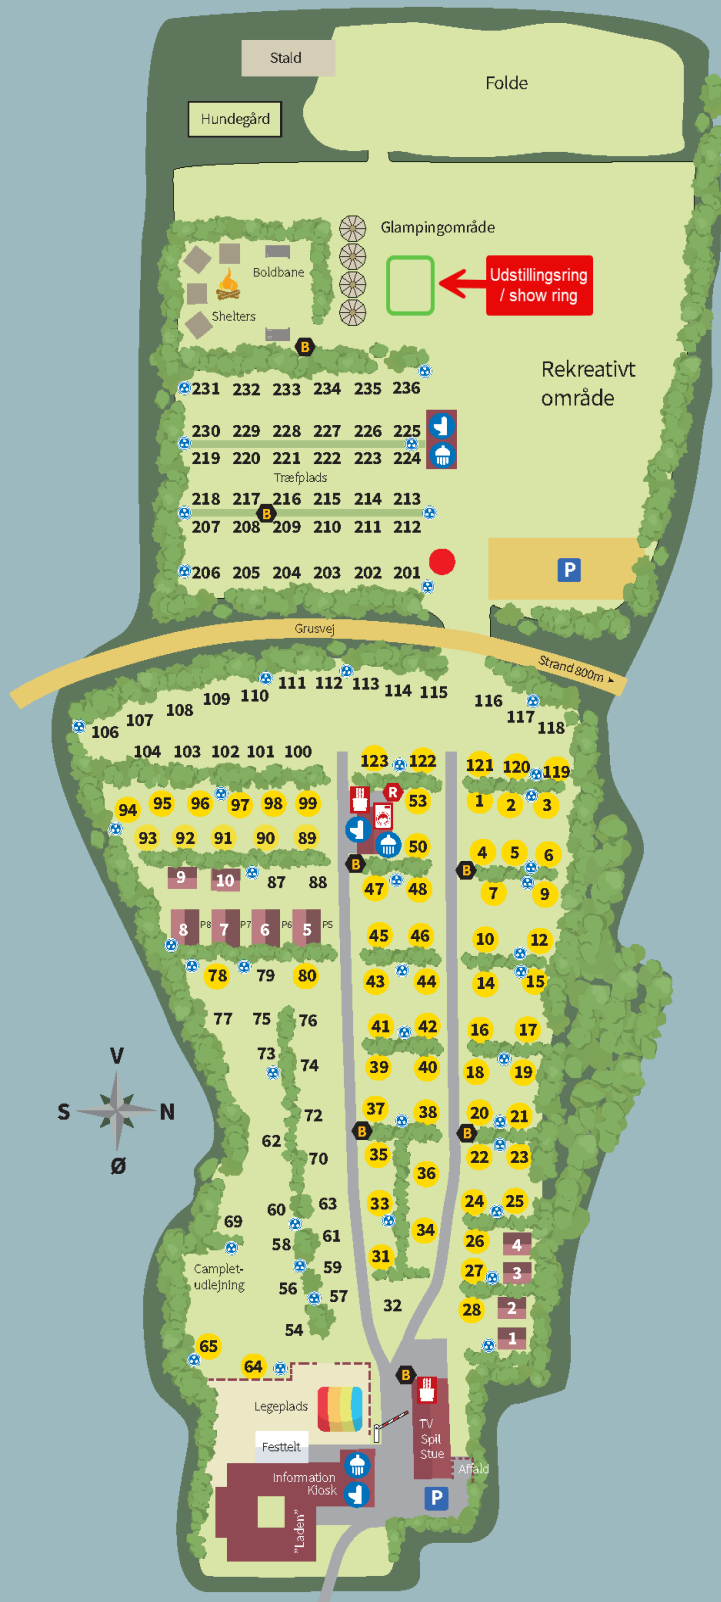 Stald
Folde
Hundegård
Glampingområde
Boldbane
Udstillingsring
/ show ring
Shelters
B
Rekreativt
område
231 232 233 234 235 236
230 229 228 227 226 225
219 220 221 222 223 224
Træfplads
218 217 216 215 214 213
B
207 208 209 210 211 212
P
206 205 204 203 202 201
Grusvej
Strand 800m
106 107 108 109 110 111 112 113 114 115
116 117 118
104 103 102 101 100
123 122
121 120 119
94 95 96 97 98 99
R
53
1 2 3
93 92 91 90 89
50
4 5 6
B
B
9 10 87 88
47 48
7 9
8 P8 7 P7 6 P6 5 P5
45 46
10 12
78 79 80
43 44
14 15
77 75 76
41 42
16 17
73 74
39 40
18 19
V
S N
Ø
72
37 38
20 21
62
B
B
70
35
22 23
36
60 63
33
24 25
69
58 61
34
26 4
31
59
27 3
Camplet-
udlejning
56 57
32
28 2
54
1
65
64
B
Legeplads
TV
Spil
Stue
Festtelt
Information
Kiosk
Affald
P
"Laden"